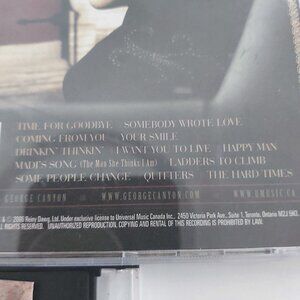 TIME FOR GOODBYE SOMEBODY WROTE LOVE
COMING FROM YOU YOUR SMILE
DRINKIN' THINKIN' I WANT YOU TO LIVE HAPPY MAN
MADI'S SONG (The Man She Thinks I Am) LADDERS TO CLIMB
SOME PEOPLE CHANGE QUITTERS THE HARD TIMES
GEORGE CANYON WWW.GEORGECANYON.COM WWW.UMUSIC.CA
& © 2006 Reiny Dawg, Ltd. Under exclusive license to Universal Music Canada Inc., 2450 Victoria Park Ave., Suite 1, Toronto, Ontario M2J
RIGHTS RESERVED. UNAUTHORIZED REPRODUCTION, COPYING AND RENTAL OF THIS RECORDING IS PROHIBITED BY LAW.